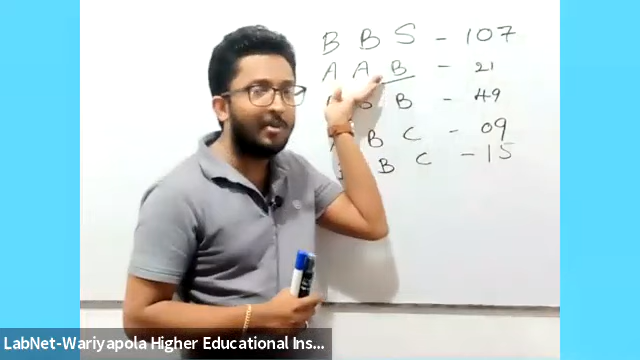 B B S - 107
A A B - 21
B B - 49
B C - 09
B C - 15
LabNet-Wariyapola Higher Educational Ins...